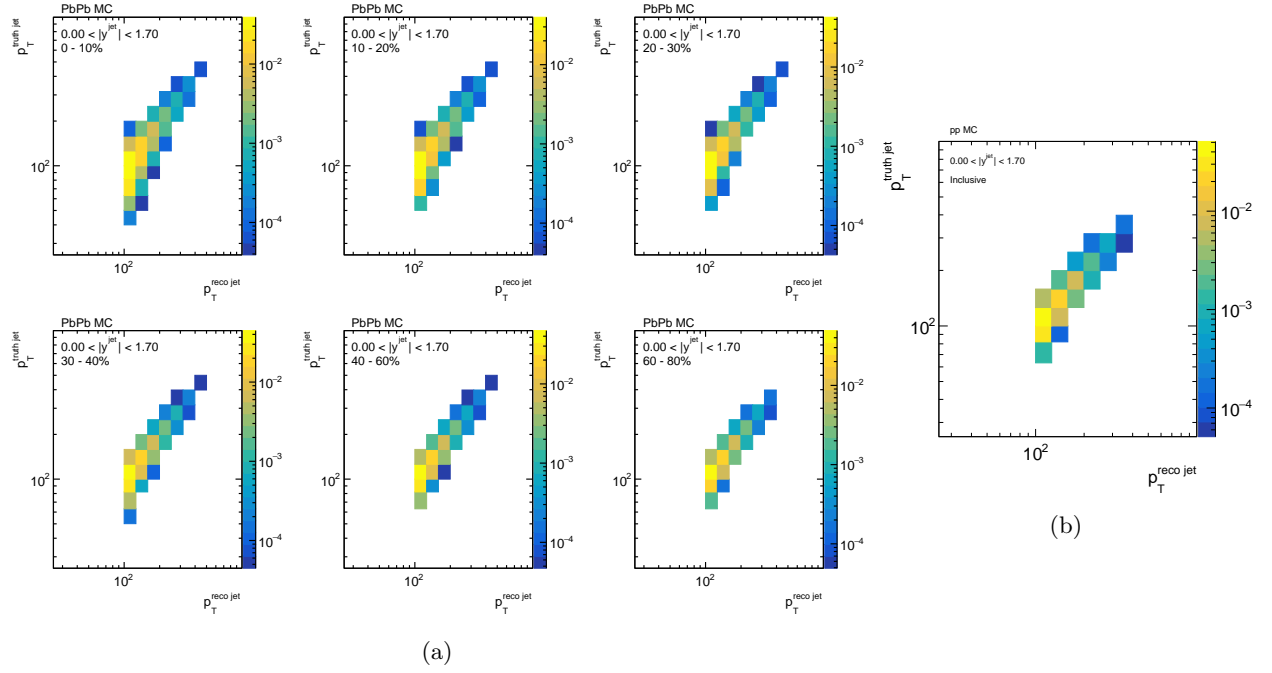 PbPb MC
0.00 < |y^jet| < 1.70
0 - 10%
p_T^truth jet
10^2
10^2
p_T^reco jet
10^-2
10^-3
10^-4
PbPb MC
0.00 < |y^jet| < 1.70
10 - 20%
p_T^truth jet
10^2
10^2
p_T^reco jet
10^-2
10^-3
10^-4
PbPb MC
0.00 < |y^jet| < 1.70
20 - 30%
p_T^truth jet
10^2
10^2
p_T^reco jet
10^-2
10^-3
10^-4
PbPb MC
0.00 < |y^jet| < 1.70
30 - 40%
p_T^truth jet
10^2
10^2
p_T^reco jet
10^-2
10^-3
10^-4
PbPb MC
0.00 < |y^jet| < 1.70
40 - 60%
p_T^truth jet
10^2
10^2
p_T^reco jet
10^-2
10^-3
10^-4
PbPb MC
0.00 < |y^jet| < 1.70
60 - 80%
p_T^truth jet
10^2
10^2
p_T^reco jet
10^-2
10^-3
10^-4
(a)
pp MC
0.00 < |y^jet| < 1.70
Inclusive
p_T^truth jet
10^2
10^2
p_T^reco jet
10^-2
10^-3
10^-4
(b)